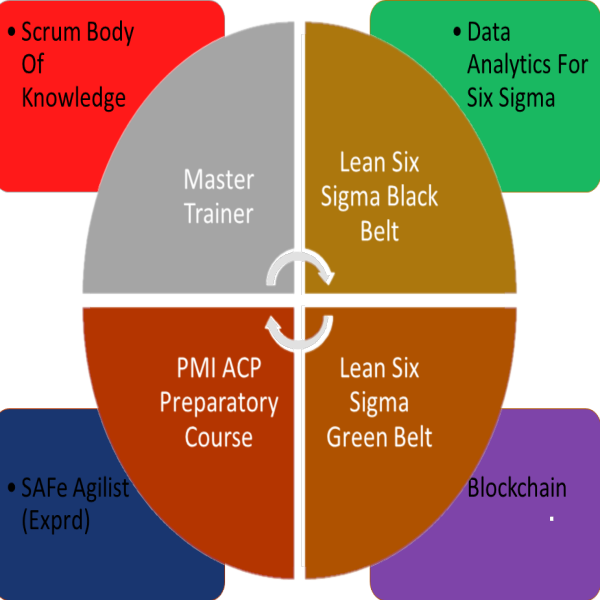 • Scrum Body
Of
Knowledge
• Data
Analytics For
Six Sigma
Master
Trainer
Lean Six
Sigma Black
Belt
PMI ACP
Preparatory
Course
Lean Six
Sigma
Green Belt
• SAFe Agilist
(Exprd)
Blockchain